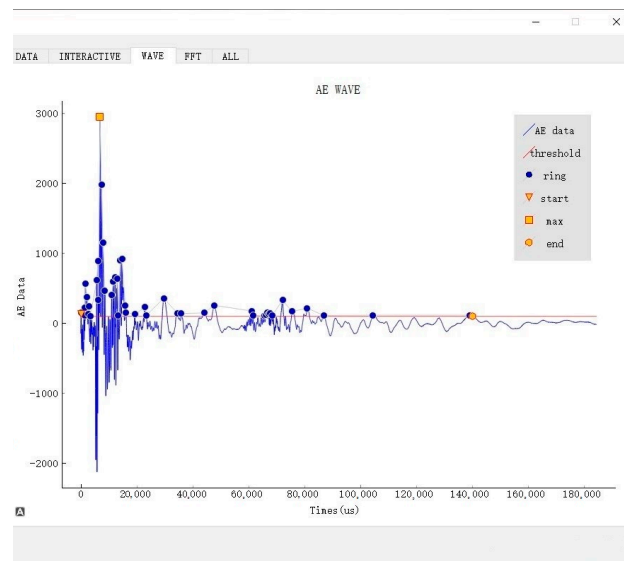 DATA INTERACTIVE WAVE FFT ALL
AE WAVE
3000
2000
1000
0
-1000
-2000
AE Data
AE data
threshold
ring
start
max
end
0 20,000 40,000 60,000 80,000 100,000 120,000 140,000 160,000 180,000
Times(us)
A